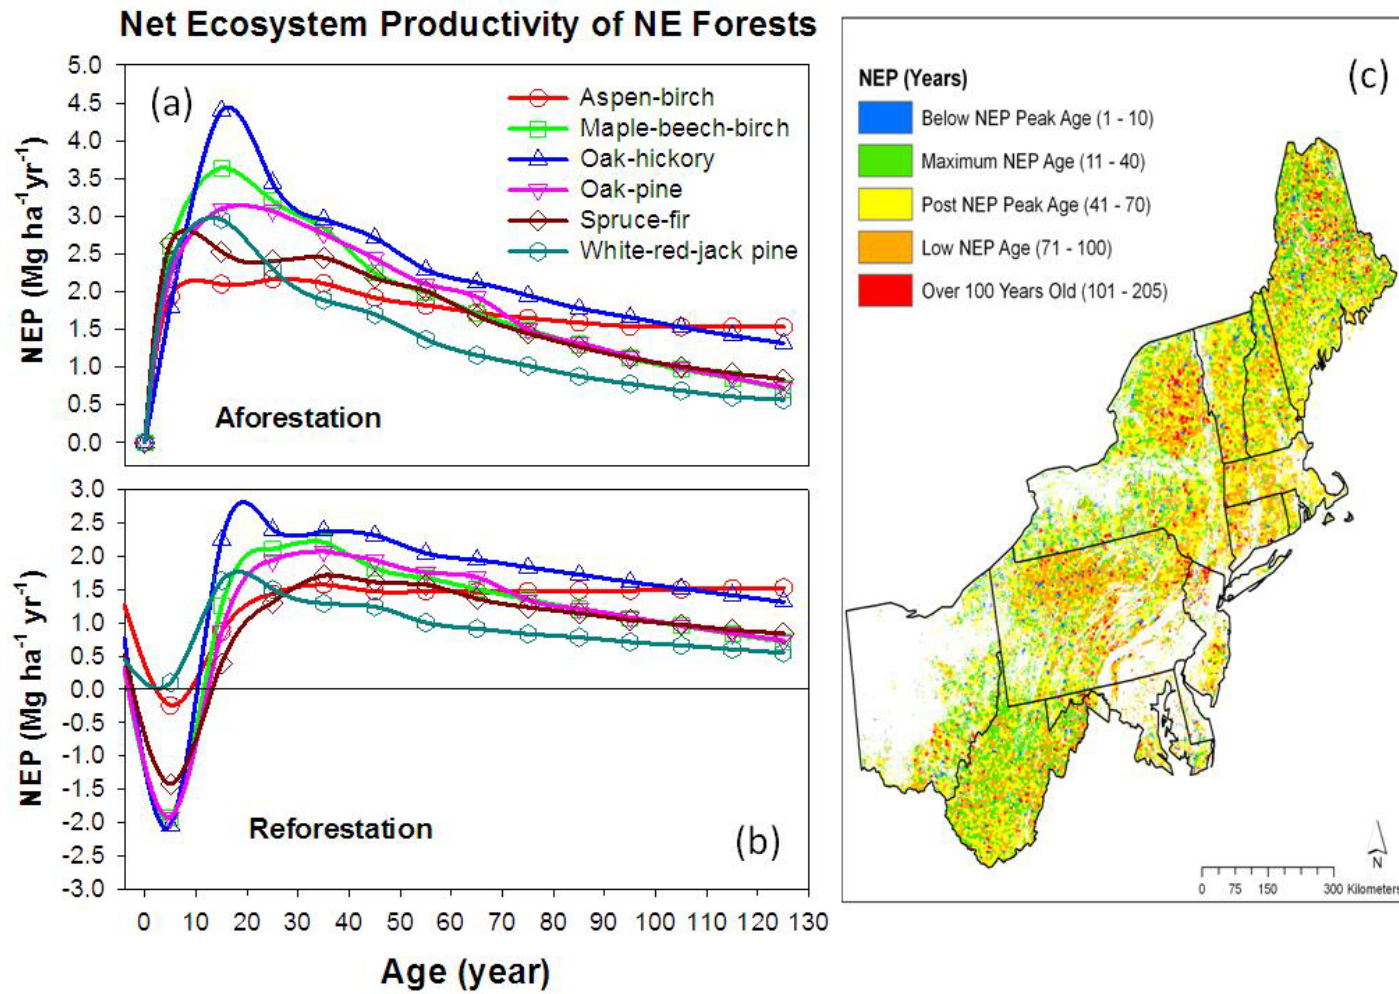 Net Ecosystem Productivity of NE Forests
(a)
NEP (Mg ha⁻¹yr⁻¹)
5.0
4.5
4.0
3.5
3.0
2.5
2.0
1.5
1.0
0.5
0.0
Aspen-birch
Maple-beech-birch
Oak-hickory
Oak-pine
Spruce-fir
White-red-jack pine
Aforestation
NEP (Mg ha⁻¹ yr⁻¹)
3.0
2.5
2.0
1.5
1.0
0.5
0.0
-0.5
-1.0
-1.5
-2.0
-2.5
-3.0
Reforestation
(b)
0 10 20 30 40 50 60 70 80 90 100 110 120 130
Age (year)
(c)
NEP (Years)
Below NEP Peak Age (1 - 10)
Maximum NEP Age (11 - 40)
Post NEP Peak Age (41 - 70)
Low NEP Age (71 - 100)
Over 100 Years Old (101 - 205)
N
0 75 150 300 Kilometers